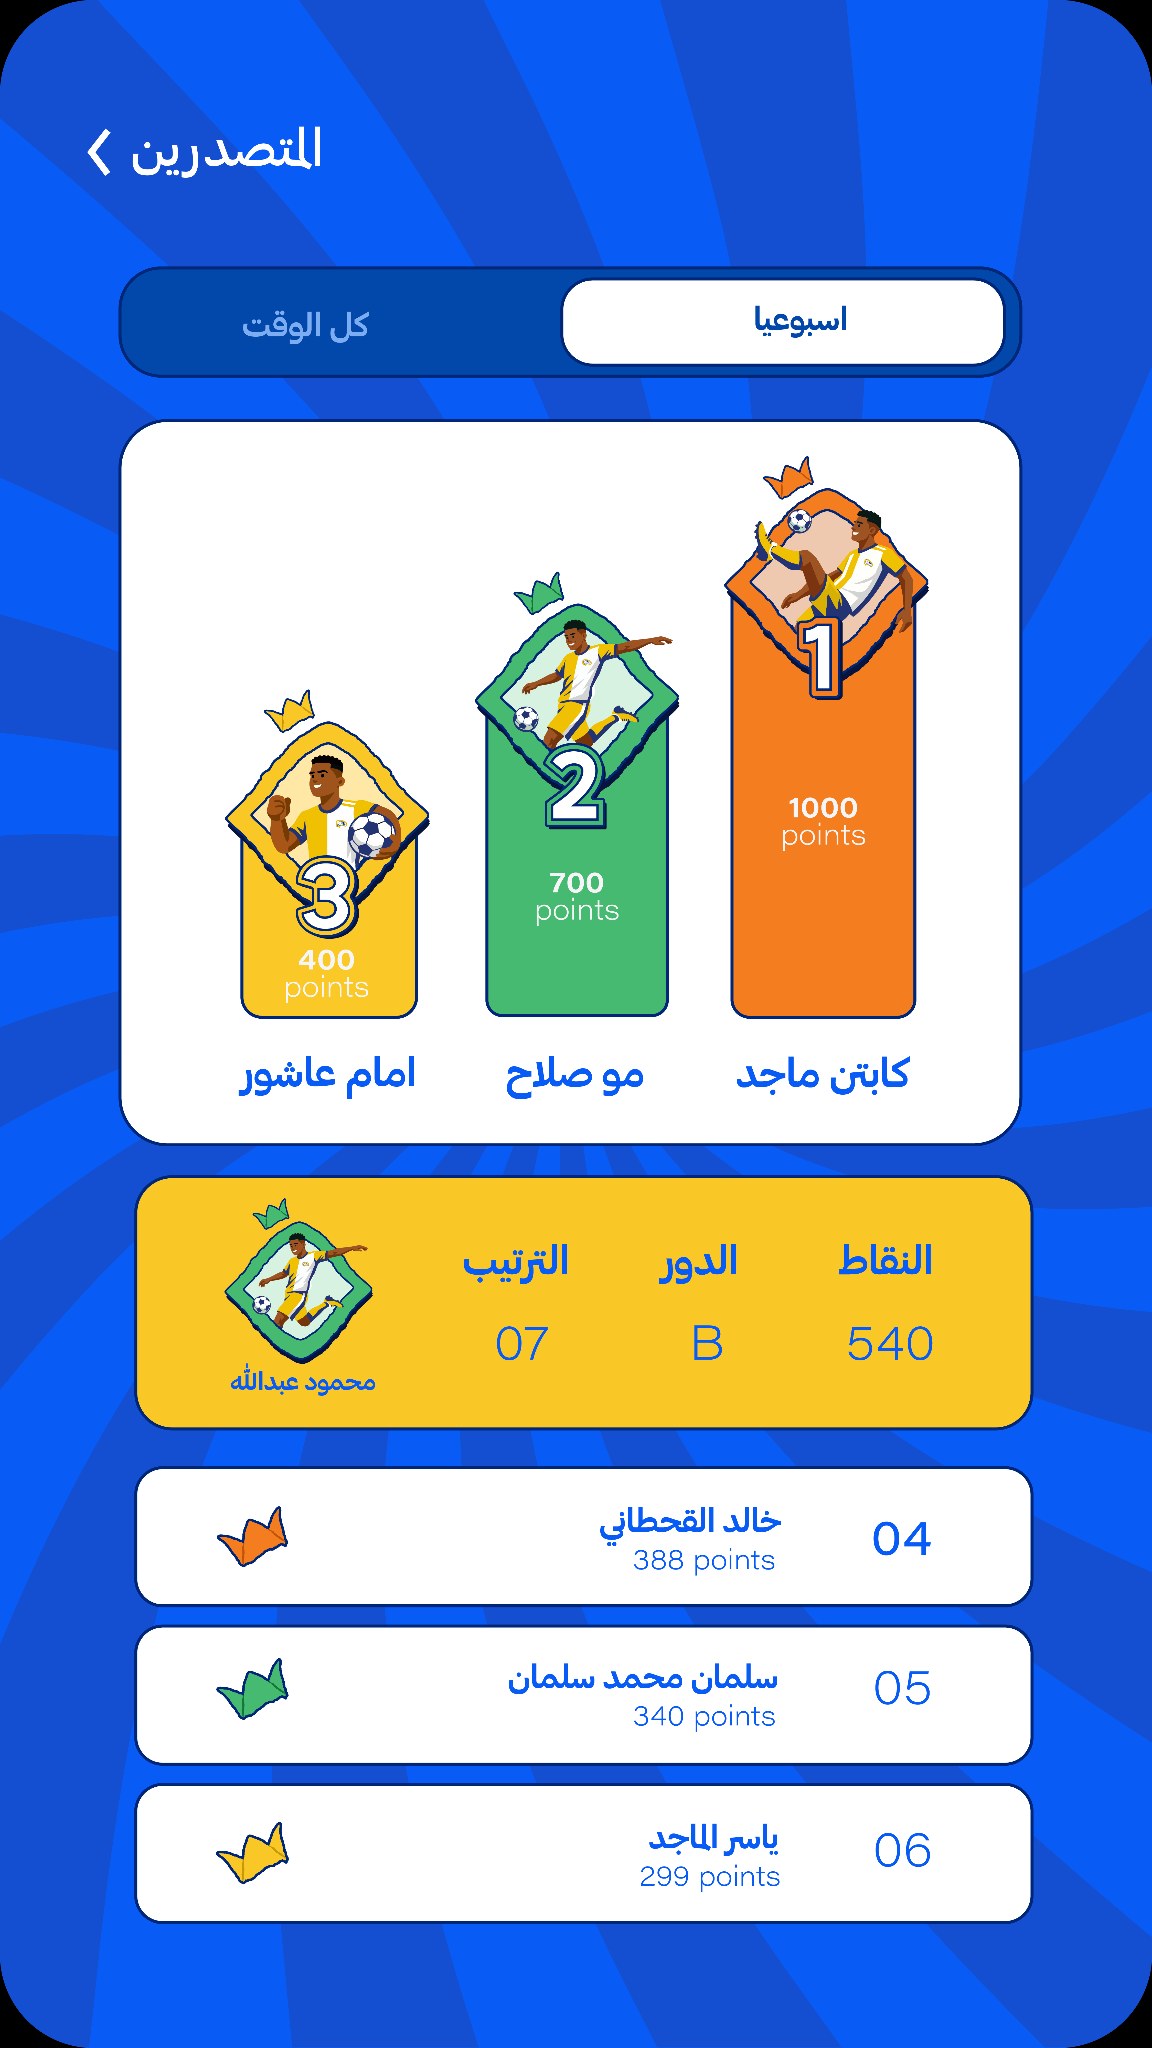 المتصدرين
اسبوعيا
كل الوقت
1
1000
points
كابتن ماجد
2
700
points
مو صلاح
3
400
points
امام عاشور
النقاط
540
الدور
B
الترتيب
07
محمود عبدالله
04
خالد القحطاني
388 points
05
سلمان محمد سلمان
340 points
06
ياسر الماجد
299 points